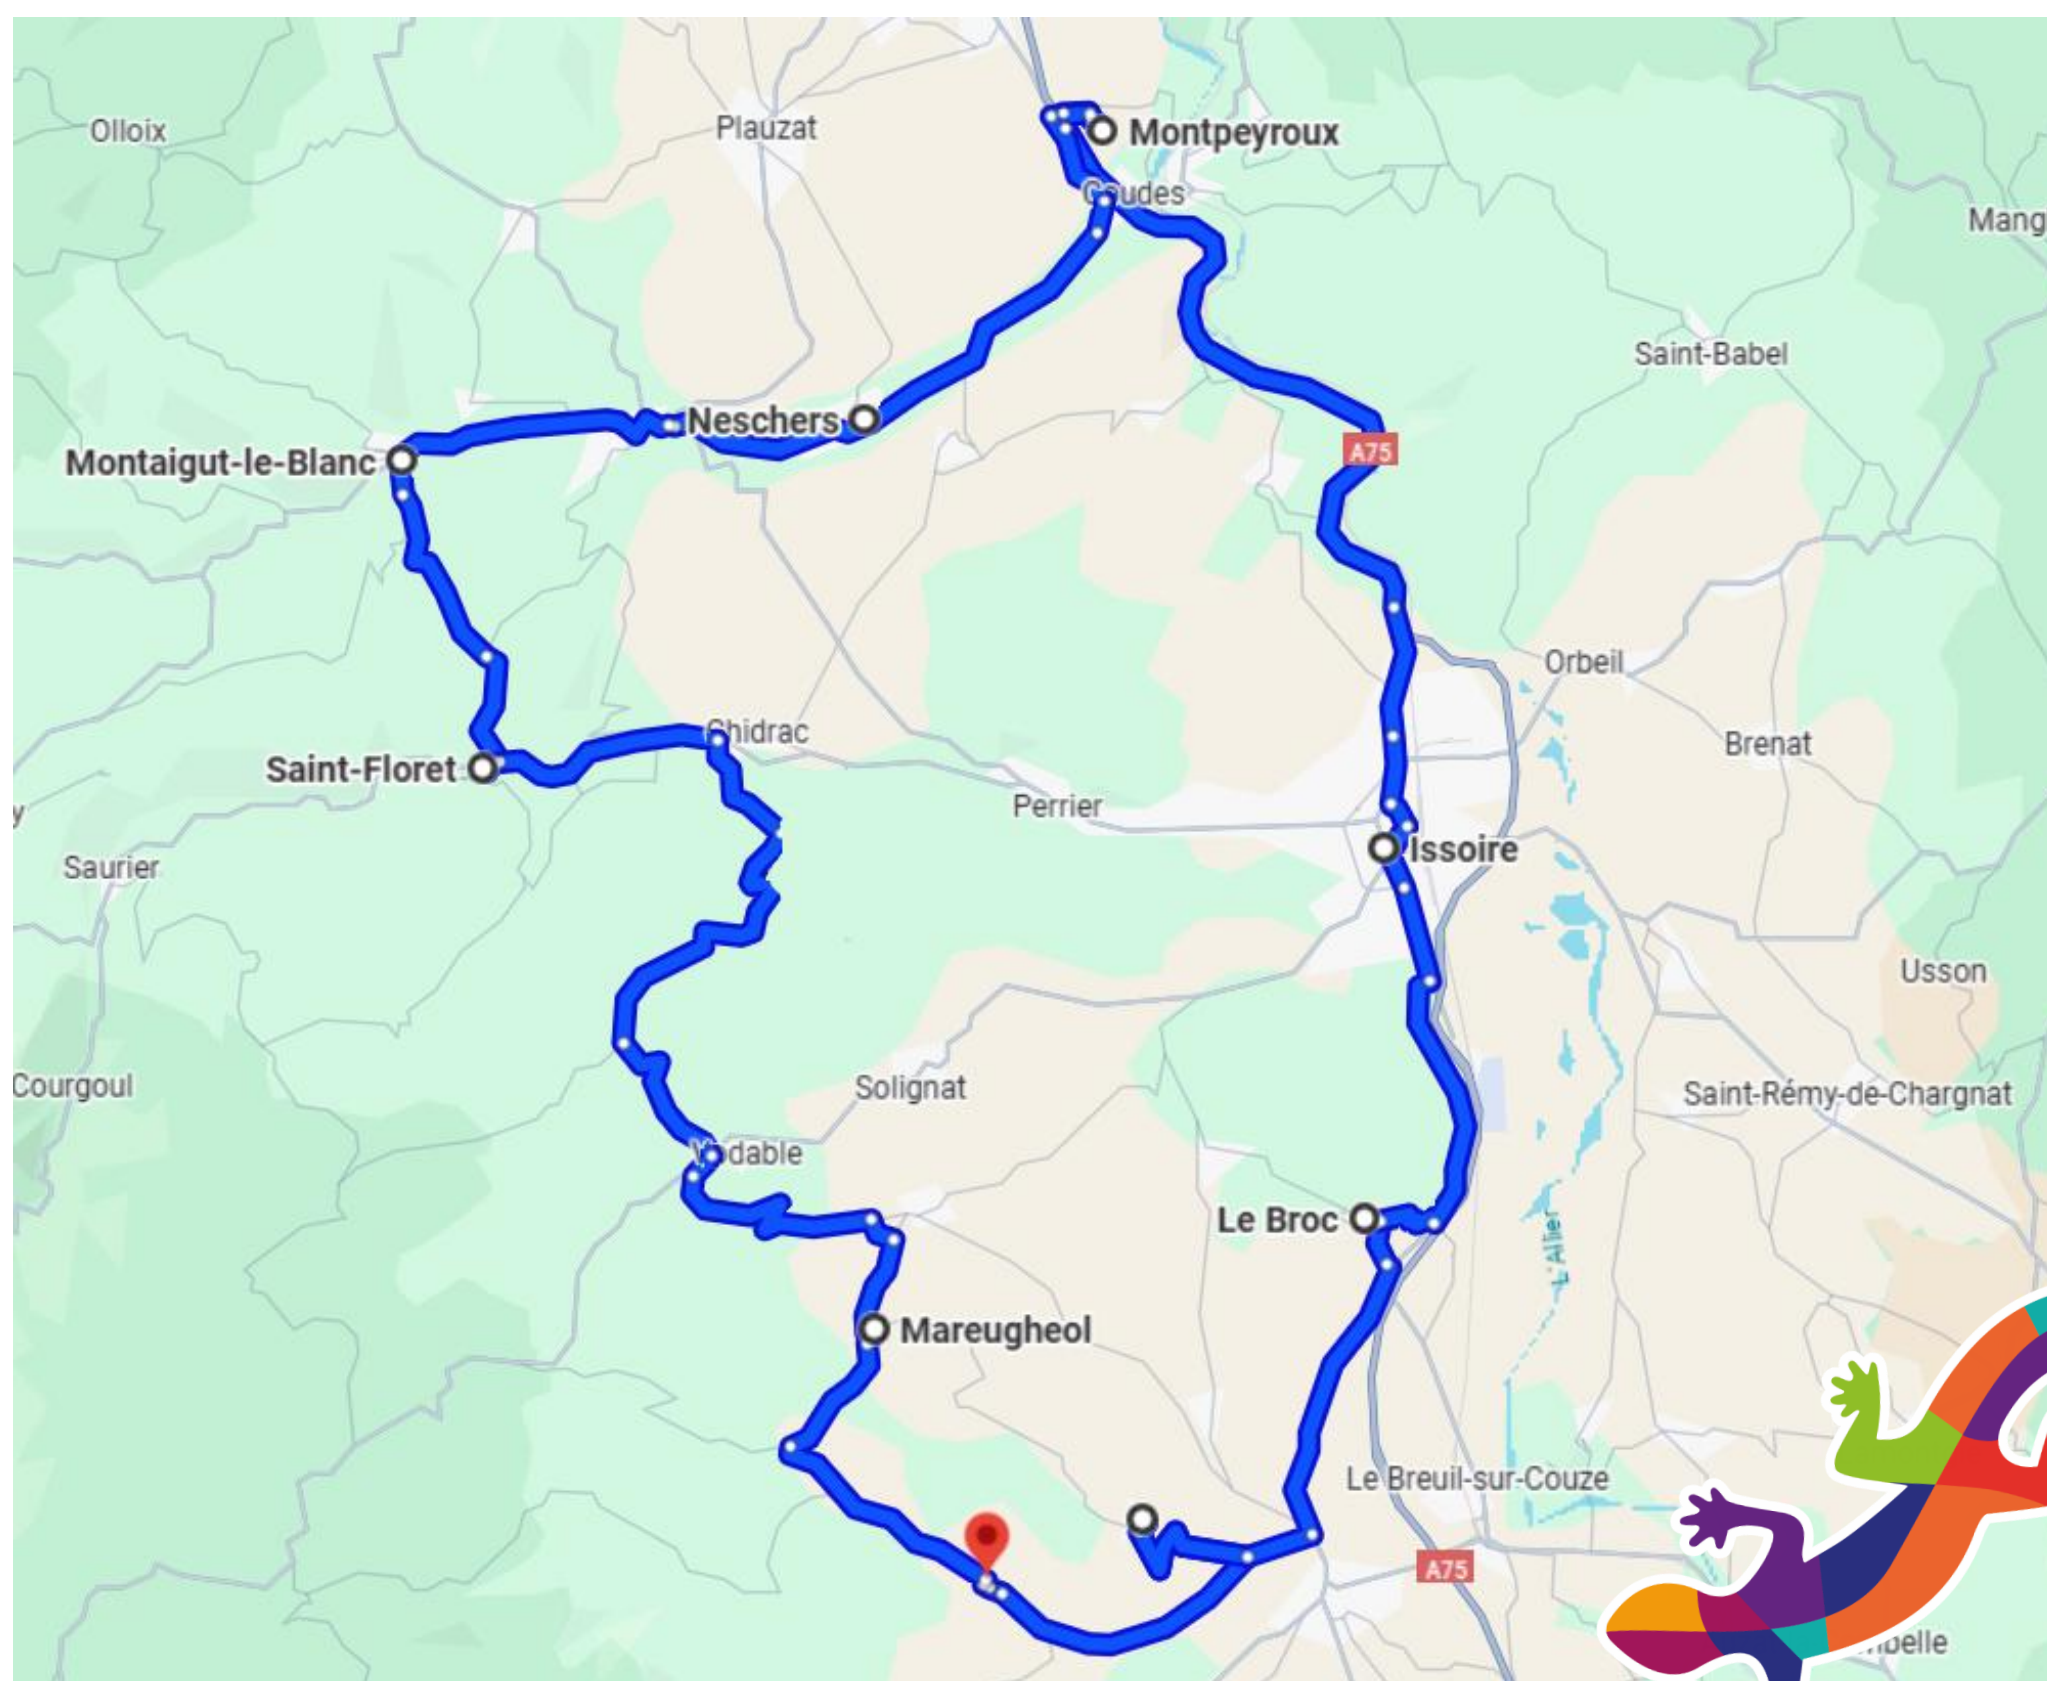 Olloix
Plauzat
Montpeyroux
Coudes
Mang
Saint-Babel
Neschers
A75
Montaigut-le-Blanc
Orbeil
Chidrac
Brenat
Saint-Floret
Perrier
y
Issoire
Saurier
Usson
Courgoul
Solignat
Saint-Rémy-de-Chargnat
Vodable
Le Broc
L'Allier
Mareugheol
Le Breuil-sur-Couze
A75